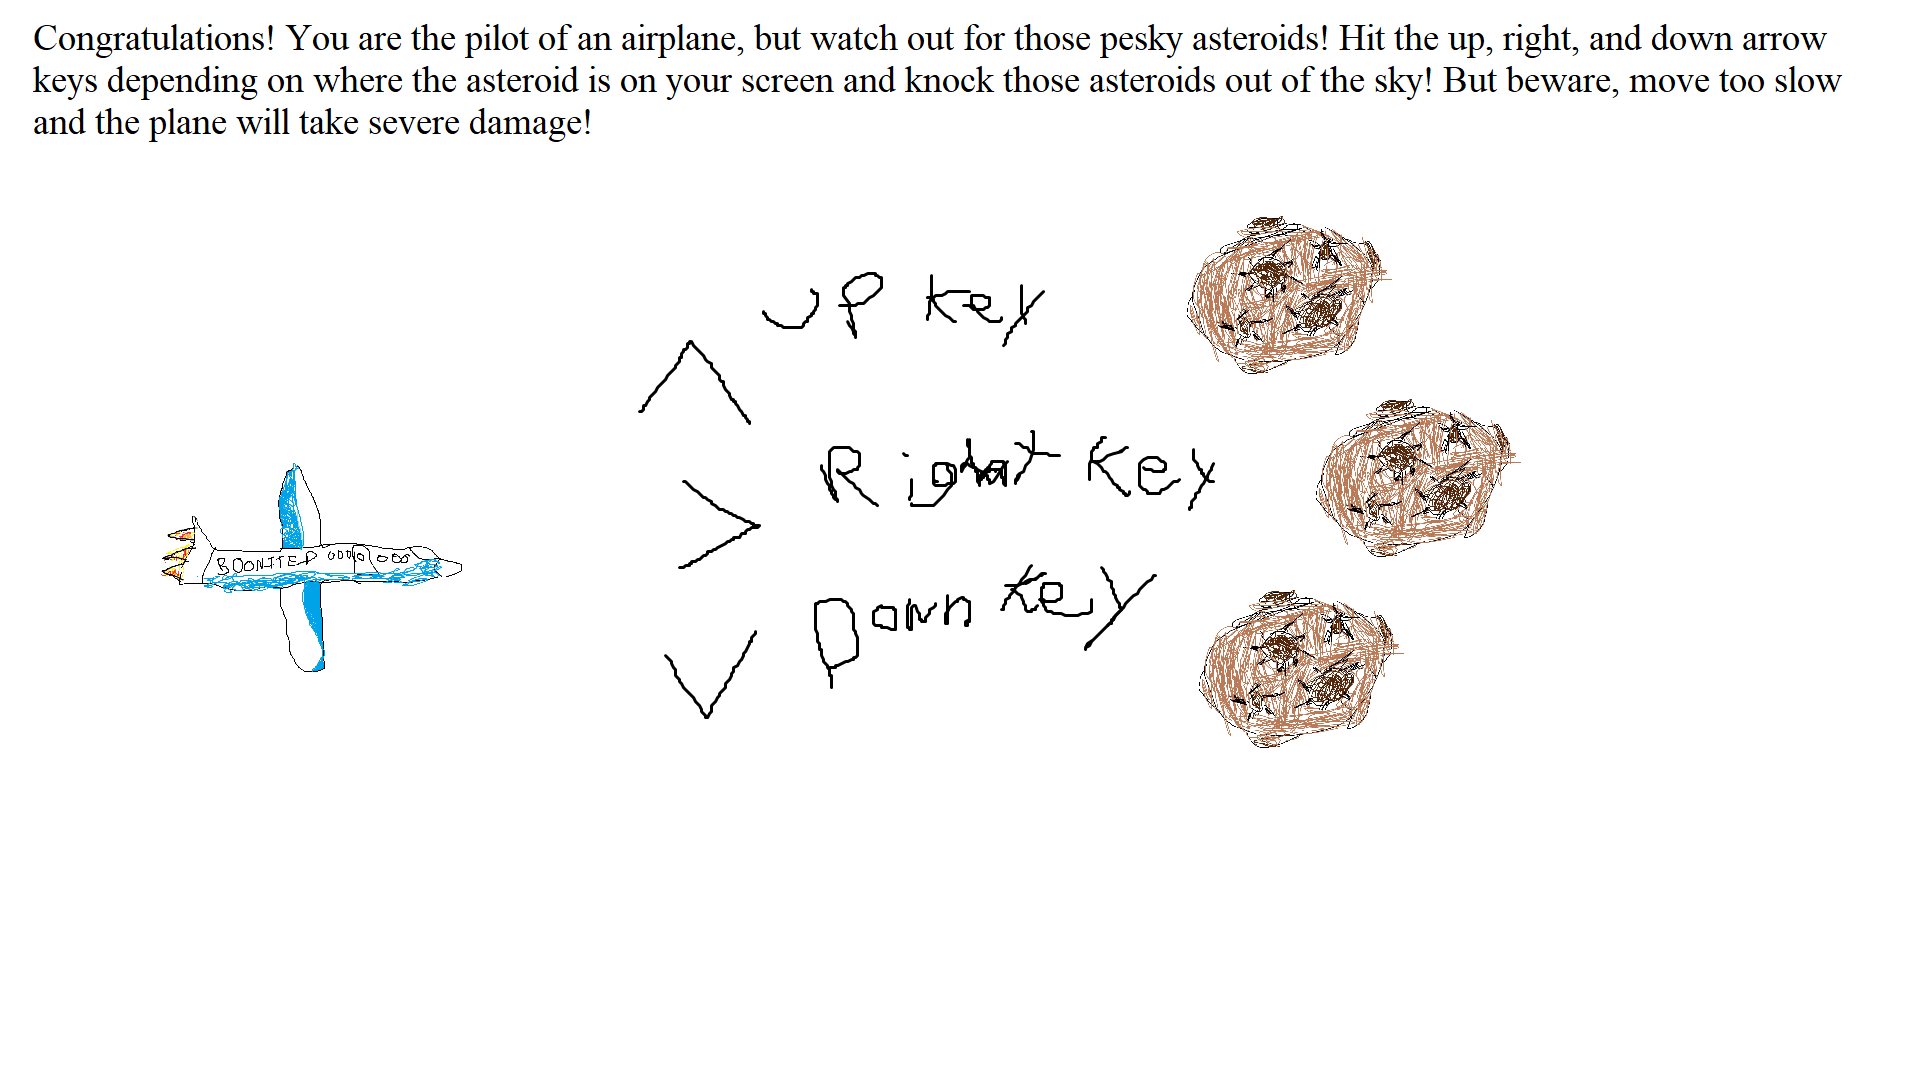 Congratulations! You are the pilot of an airplane, but watch out for those pesky asteroids! Hit the up, right, and down arrow
keys depending on where the asteroid is on your screen and knock those asteroids out of the sky! But beware, move too slow
and the plane will take severe damage!
UP key
Right Key
Down key
BOONITED